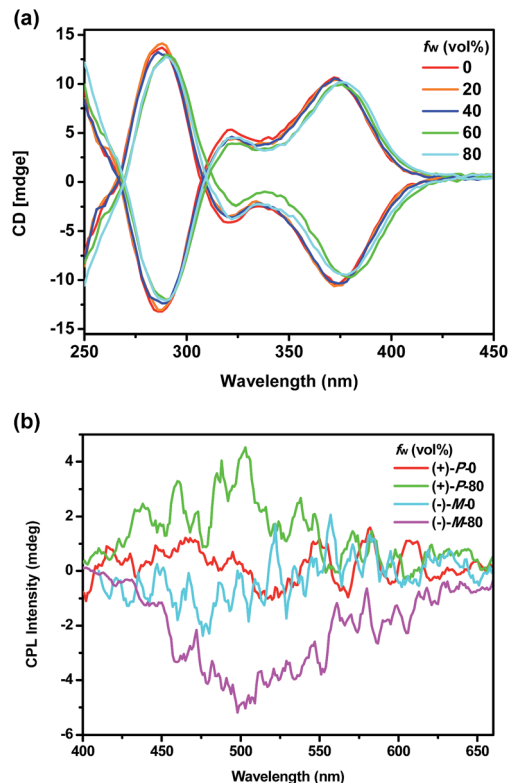 (a)
fw (vol%)
0
20
40
60
80
15
10
5
0
-5
-10
-15
CD [mdge]
250
300
350
400
450
Wavelength (nm)
(b)
fw (vol%)
(+)-P-0
(+)-P-80
(-)-M-0
(-)-M-80
4
2
0
-2
-4
-6
CPL Intensity (mdeg)
400
450
500
550
600
650
Wavelength (nm)